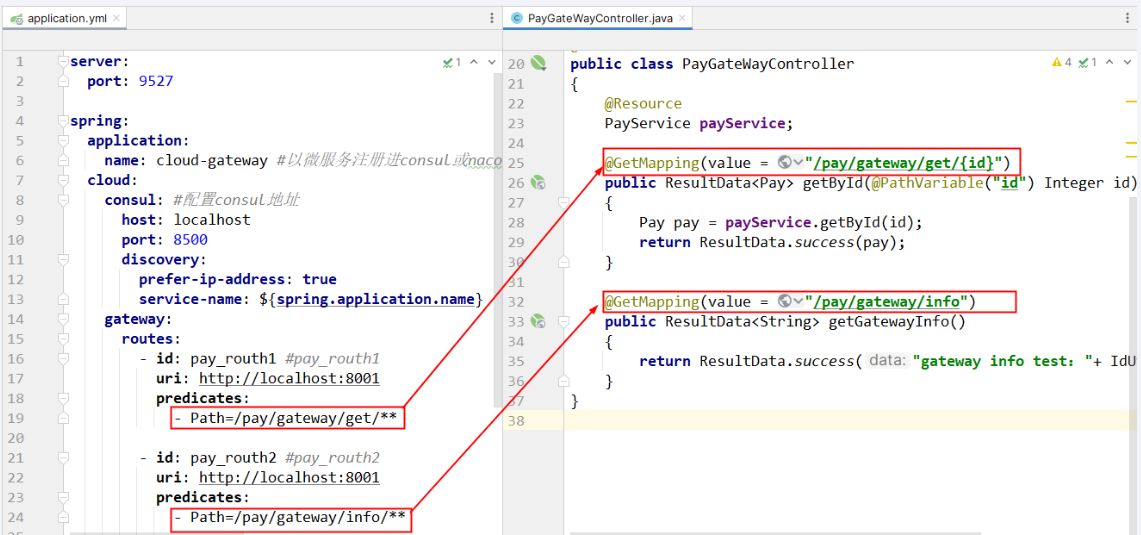 application.yml
PayGateWayController.java
1 server:
2 port: 9527
3
4 spring:
5 application:
6 name: cloud-gateway #以微服务注册进consul或naco
7 cloud:
8 consul: #配置consul地址
9 host: localhost
10 port: 8500
11 discovery:
12 prefer-ip-address: true
13 service-name: ${spring.application.name}
14 gateway:
15 routes:
16 - id: pay_routh1 #pay_routh1
17 uri: http://localhost:8001
18 predicates:
19 - Path=/pay/gateway/get/**
20
21 - id: pay_routh2 #pay_routh2
22 uri: http://localhost:8001
23 predicates:
24 - Path=/pay/gateway/info/**
1
4 1
20 public class PayGateWayController
21 {
22 @Resource
23 PayService payService;
24
25 @GetMapping(value = "/pay/gateway/get/{id}")
26 public ResultData<Pay> getById(@PathVariable("id") Integer id)
27 {
28 Pay pay = payService.getById(id);
29 return ResultData.success(pay);
30 }
31
32 @GetMapping(value = "/pay/gateway/info")
33 public ResultData<String> getGatewayInfo()
34 {
35 return ResultData.success( data: "gateway info test："+ IdU
36 }
37 }
38